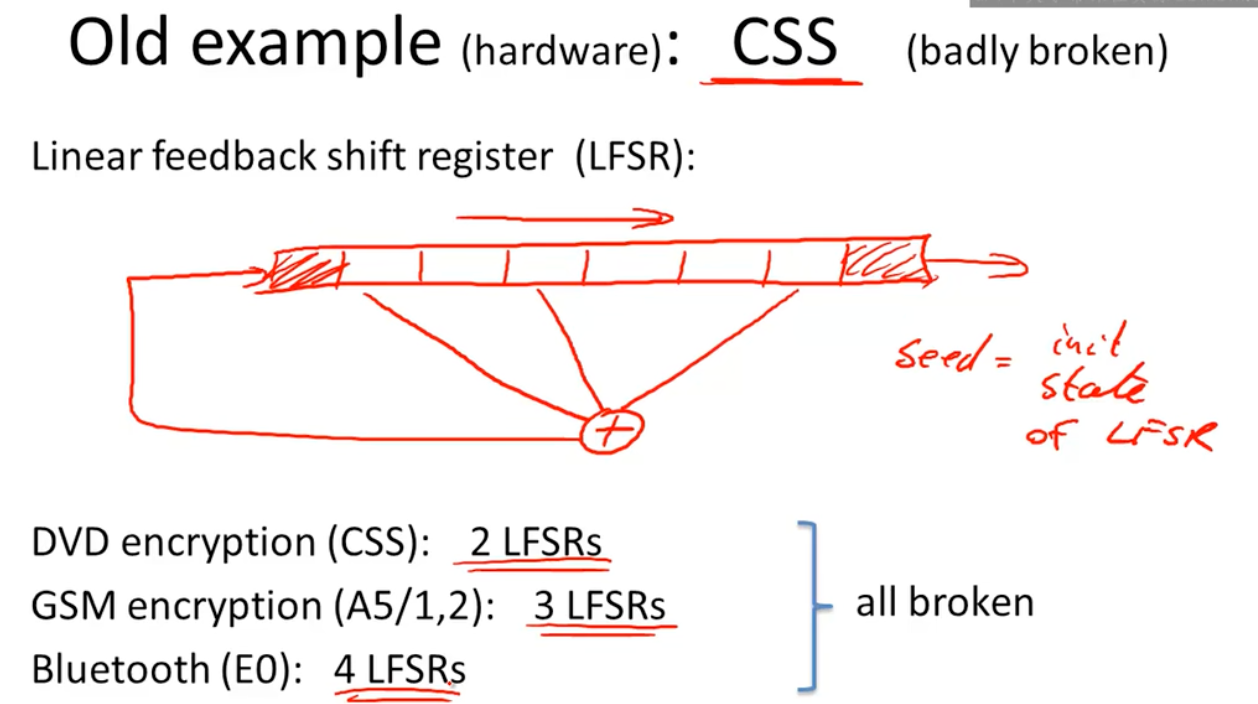 Old example (hardware): CSS (badly broken)
Linear feedback shift register (LFSR):
seed = init
state
of LFSR
DVD encryption (CSS): 2 LFSRs
GSM encryption (A5/1,2): 3 LFSRs
all broken
Bluetooth (E0): 4 LFSRs